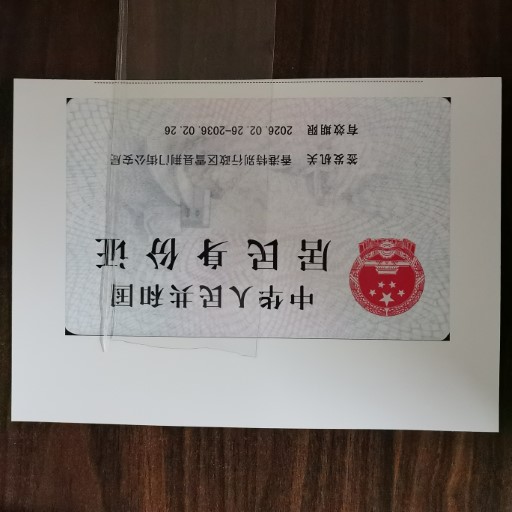 中华人民共和国
居民身份证
签发机关 香港特别行政区雷县荆门街公安局
有效期限 2026.02.26-2036.02.26